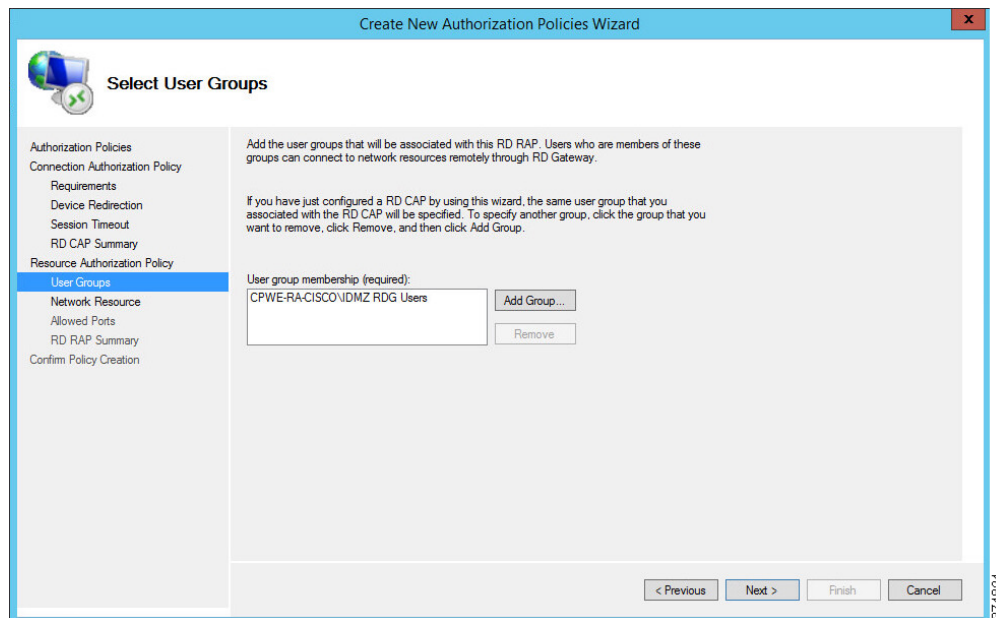 Create New Authorization Policies Wizard
x
Select User Groups
Authorization Policies
Connection Authorization Policy
Requirements
Device Redirection
Session Timeout
RD CAP Summary
Resource Authorization Policy
User Groups
Network Resource
Allowed Ports
RD RAP Summary
Confirm Policy Creation
Add the user groups that will be associated with this RD RAP. Users who are members of these
groups can connect to network resources remotely through RD Gateway.
If you have just configured a RD CAP by using this wizard, the same user group that you
associated with the RD CAP will be specified. To specify another group, click the group that you
want to remove, click Remove, and then click Add Group.
User group membership (required):
CPWE-RA-CISCO\IDMZ RDG Users
Add Group...
Remove
< Previous
Next >
Finish
Cancel